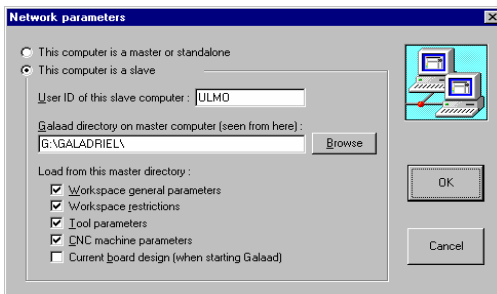 Network parameters
This computer is a master or standalone
This computer is a slave
User ID of this slave computer : ULMO
Galaad directory on master computer (seen from here) :
G:\GALADRIEL\ Browse
Load from this master directory :
Workspace general parameters
Workspace restrictions
Tool parameters
CNC machine parameters
Current board design (when starting Galaad)
OK
Cancel